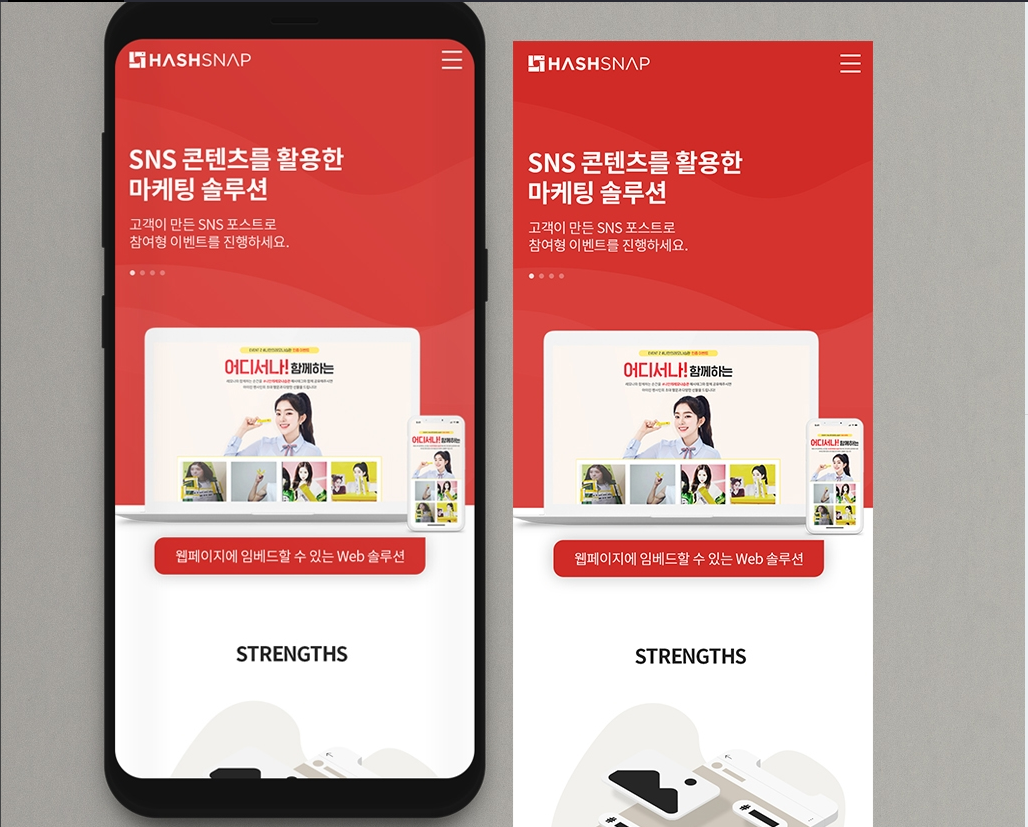 HASHSNAP
SNS 콘텐츠를 활용한
마케팅 솔루션
고객이 만든 SNS 포스트로
참여형 이벤트를 진행하세요.
어디서나! 함께하는
어디서나! 함께하는
웹페이지에 임베드할 수 있는 Web 솔루션
STRENGTHS
HASHSNAP
SNS 콘텐츠를 활용한
마케팅 솔루션
고객이 만든 SNS 포스트로
참여형 이벤트를 진행하세요.
어디서나! 함께하는
어디서나! 함께하는
웹페이지에 임베드할 수 있는 Web 솔루션
STRENGTHS